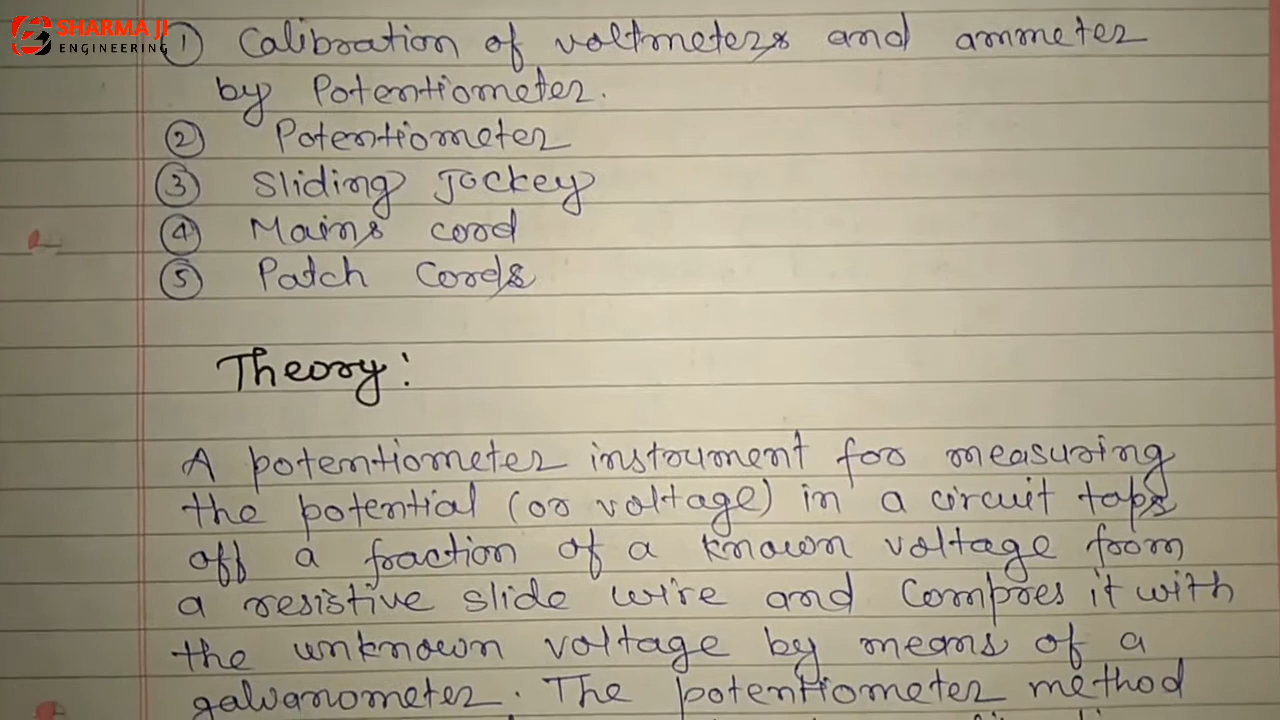 SHARMA JI
ENGINEERING
① Calibration of voltmeters and ammeter
by Potentiometer.
② Potentiometer
③ Sliding Jockey
④ Mains cord
⑤ Patch Cords
Theory:
A potentiometer instrument for measuring
the potential (or voltage) in a circuit taps
off a fraction of a known voltage from
a resistive slide wire and Compres it with
the unknown voltage by means of a
galvanometer. The potentiometer method